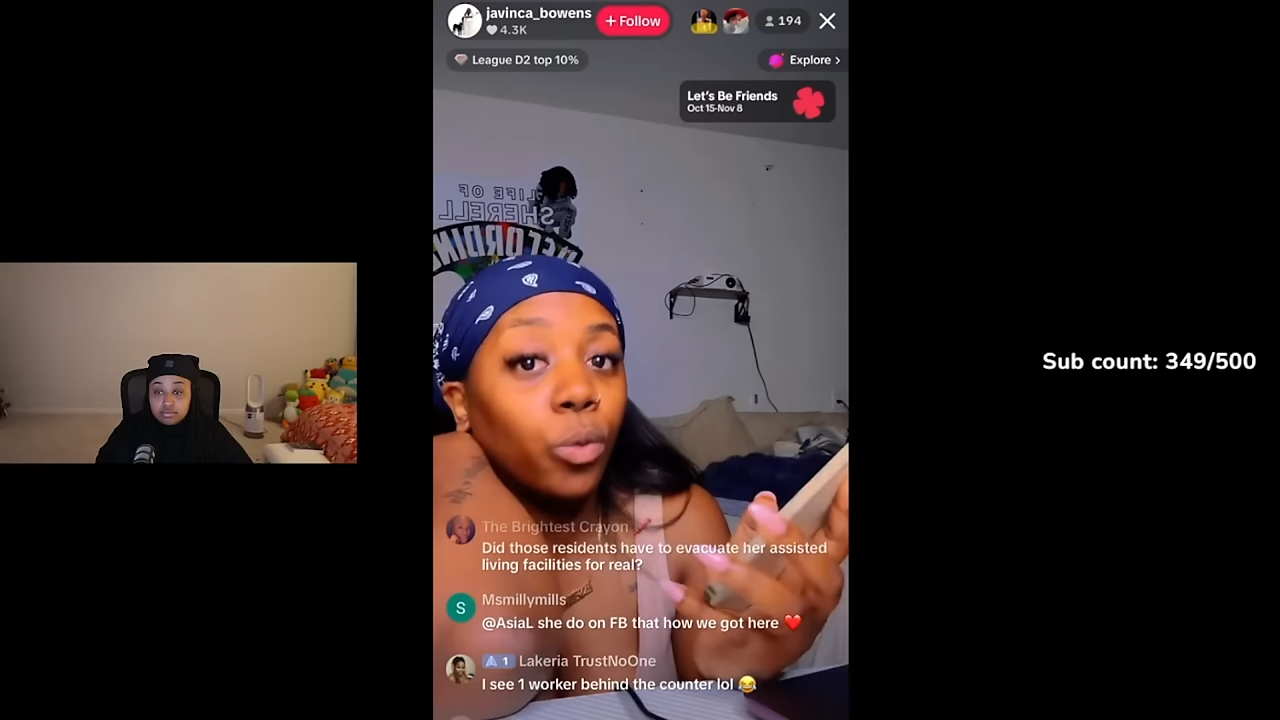 javinca_bowens
4.3K
+ Follow
194
League D2 top 10%
Explore >
Let's Be Friends
Oct 15-Nov 8
LIFE OF
SHERELL
The Brightest Crayon
Did those residents have to evacuate her assisted
living facilities for real?
S
Msmillymills
@AsiaL she do on FB that how we got here ❤️
1 Lakeria TrustNoOne
I see 1 worker behind the counter lol 😂
Sub count: 349/500